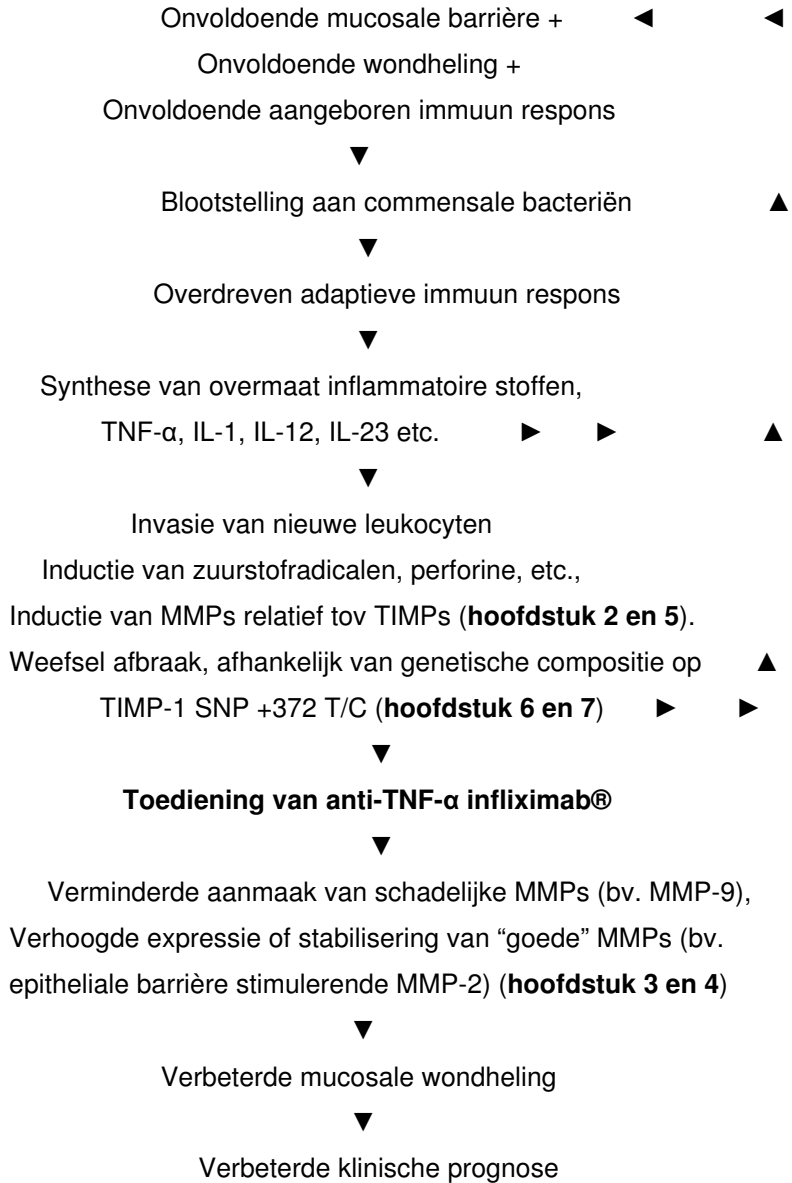 Onvoldoende mucosale barrière + ◄ ◄
Onvoldoende wondheling +
Onvoldoende aangeboren immuun respons
▼
Blootstelling aan commensale bacteriën ▲
▼
Overdreven adaptieve immuun respons
▼
Synthese van overmaat inflammatoire stoffen,
TNF-α, IL-1, IL-12, IL-23 etc. ► ► ▲
▼
Invasie van nieuwe leukocyten
Inductie van zuurstofradicalen, perforine, etc.,
Inductie van MMPs relatief tov TIMPs (hoofdstuk 2 en 5).
Weefsel afbraak, afhankelijk van genetische compositie op ▲
TIMP-1 SNP +372 T/C (hoofdstuk 6 en 7) ► ►
▼
Toediening van anti-TNF-α infliximab®
▼
Verminderde aanmaak van schadelijke MMPs (bv. MMP-9),
Verhoogde expressie of stabilisering van “goede” MMPs (bv.
epitheliale barrière stimulerende MMP-2) (hoofdstuk 3 en 4)
▼
Verbeterde mucosale wondheling
▼
Verbeterde klinische prognose